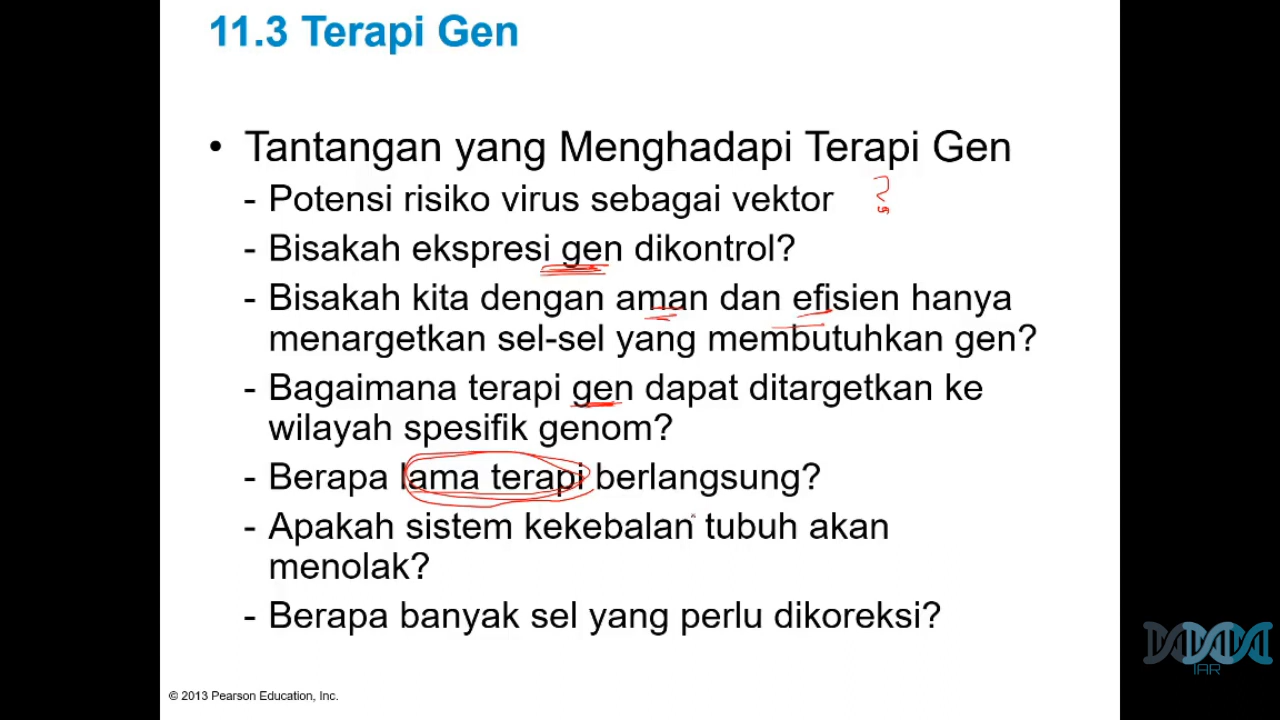 11.3 Terapi Gen
• Tantangan yang Menghadapi Terapi Gen
- Potensi risiko virus sebagai vektor ?
- Bisakah ekspresi gen dikontrol?
- Bisakah kita dengan aman dan efisien hanya
menargetkan sel-sel yang membutuhkan gen?
- Bagaimana terapi gen dapat ditargetkan ke
wilayah spesifik genom?
- Berapa lama terapi berlangsung?
- Apakah sistem kekebalan tubuh akan
menolak?
- Berapa banyak sel yang perlu dikoreksi?
IAR
© 2013 Pearson Education, Inc.